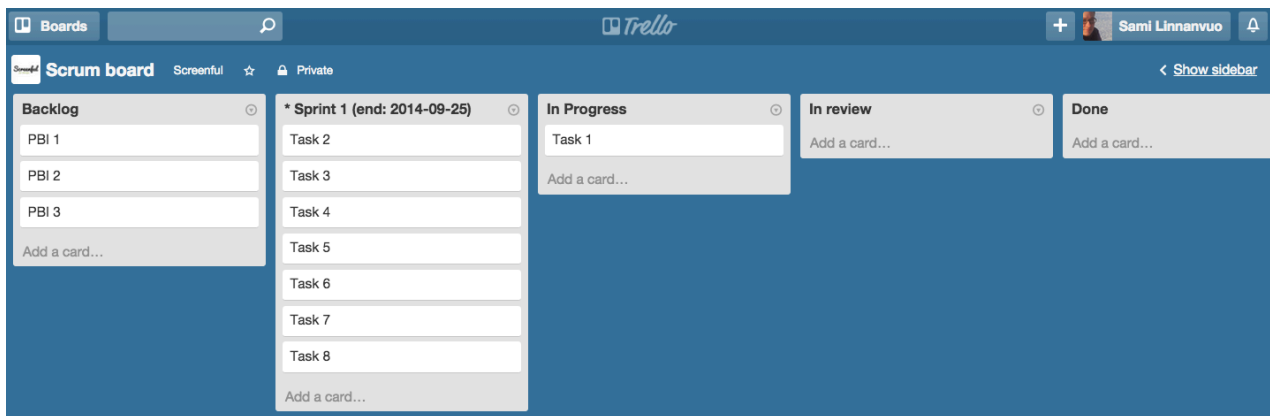 Boards
Trello
Sami Linnanvuo
Screenful
Scrum board
Screenful
Private
Show sidebar
Backlog
PBI 1
PBI 2
PBI 3
Add a card...
* Sprint 1 (end: 2014-09-25)
Task 2
Task 3
Task 4
Task 5
Task 6
Task 7
Task 8
Add a card...
In Progress
Task 1
Add a card...
In review
Add a card...
Done
Add a card...